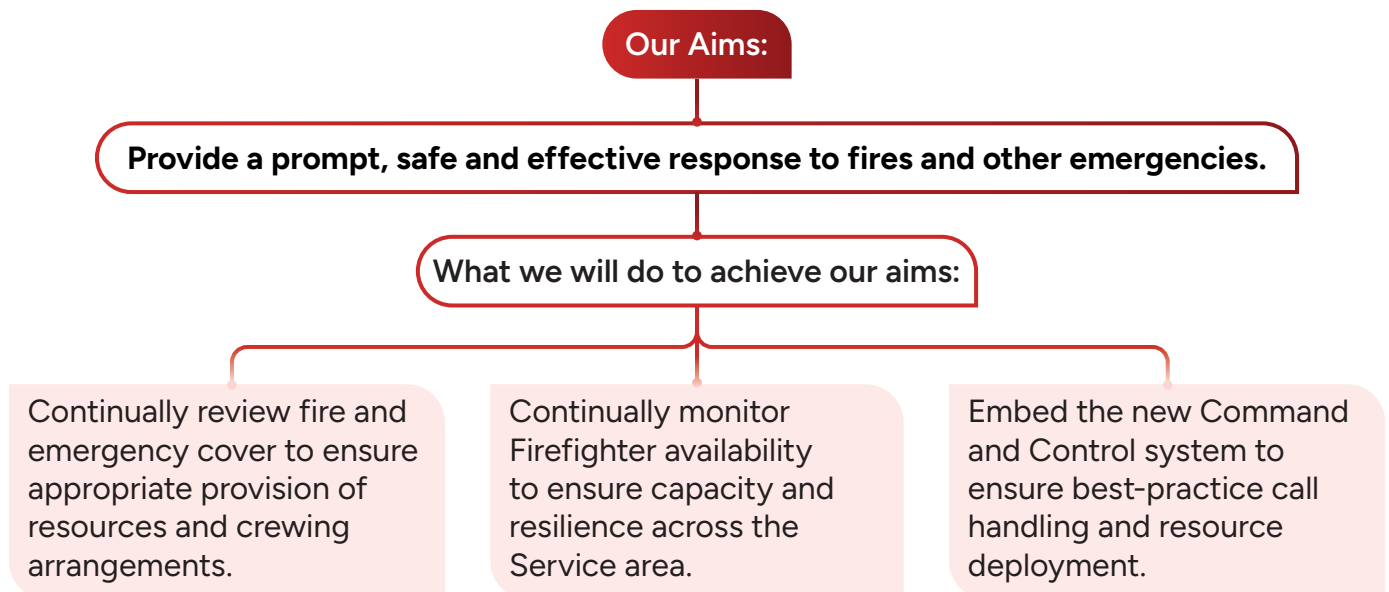 Our Aims:
Provide a prompt, safe and effective response to fires and other emergencies.
What we will do to achieve our aims:
Continually review fire and
emergency cover to ensure
appropriate provision of
resources and crewing
arrangements.
Continually monitor
Firefighter availability
to ensure capacity and
resilience across the
Service area.
Embed the new Command
and Control system to
ensure best-practice call
handling and resource
deployment.